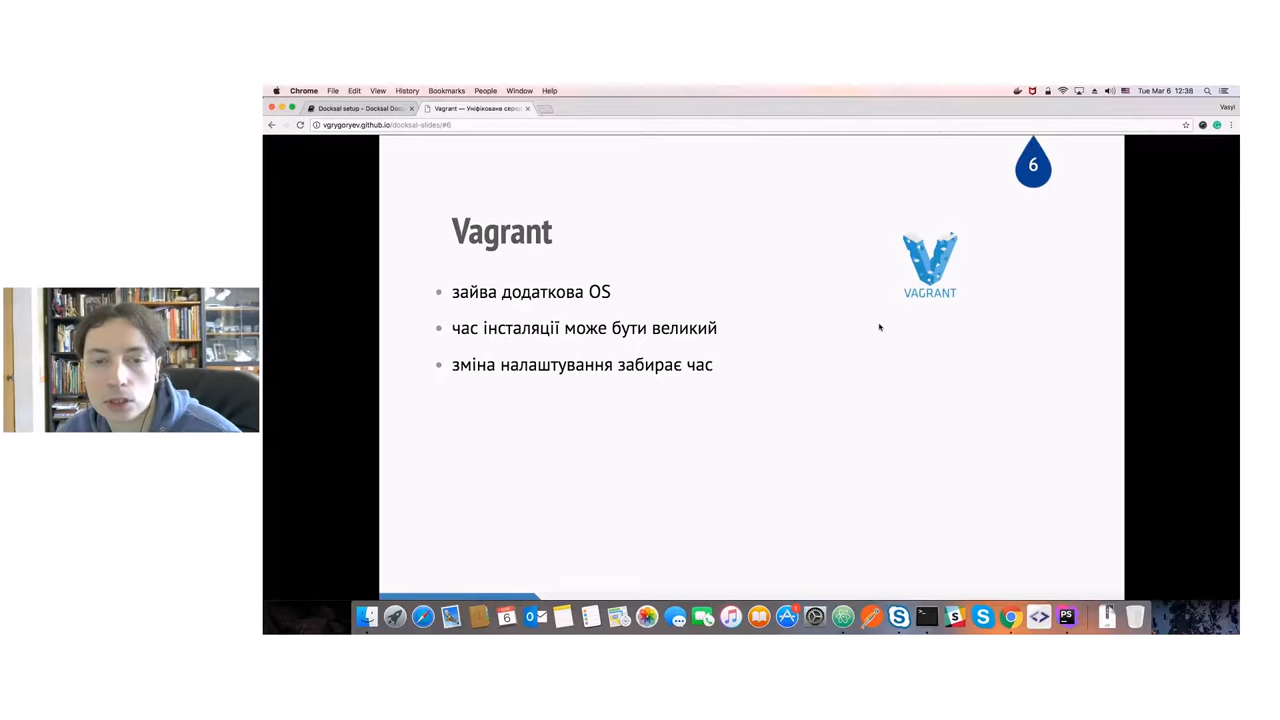 Chrome File Edit View History Bookmarks People Window Help
Tue Mar 6 12:38
Docksal setup - Docksal Doc
Vagrant — Уніфіковане серед
Vasyl
vgrygoryev.github.io/docksal-slides/#6
6
Vagrant
VAGRANT
зайва додаткова OS
час інсталяції може бути великий
зміна налаштування забирає час